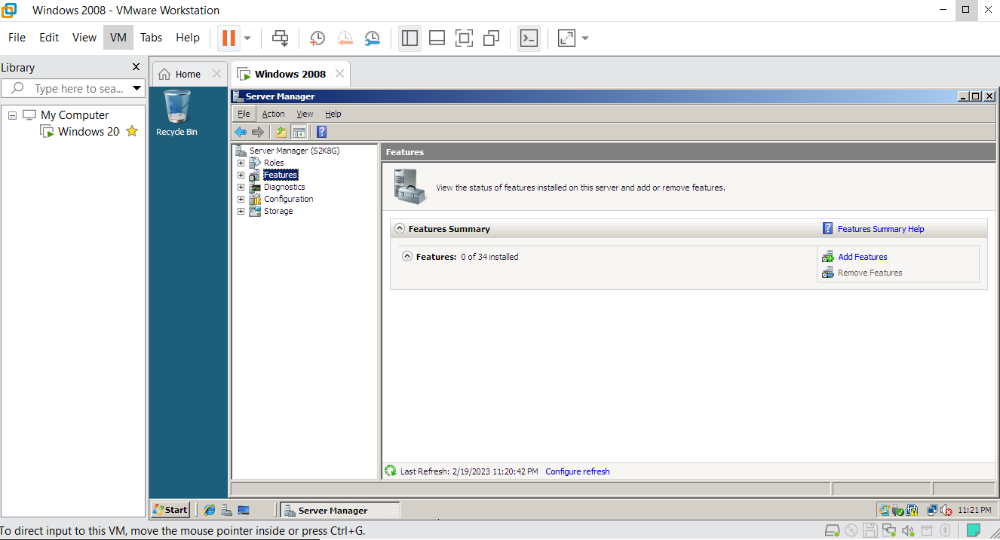 Windows 2008 - VMware Workstation
File Edit View VM Tabs Help
Library
Home
Windows 2008
Type here to sea...
My Computer
Windows 20
Recycle Bin
Server Manager
File Action View Help
Server Manager (S2K8G)
Roles
Features
Diagnostics
Configuration
Storage
Features
View the status of features installed on this server and add or remove features.
Features Summary
Features Summary Help
Features: 0 of 34 installed
Add Features
Remove Features
Last Refresh: 2/19/2023 11:20:42 PM Configure refresh
Start
Server Manager
11:21 PM
To direct input to this VM, move the mouse pointer inside or press Ctrl+G.